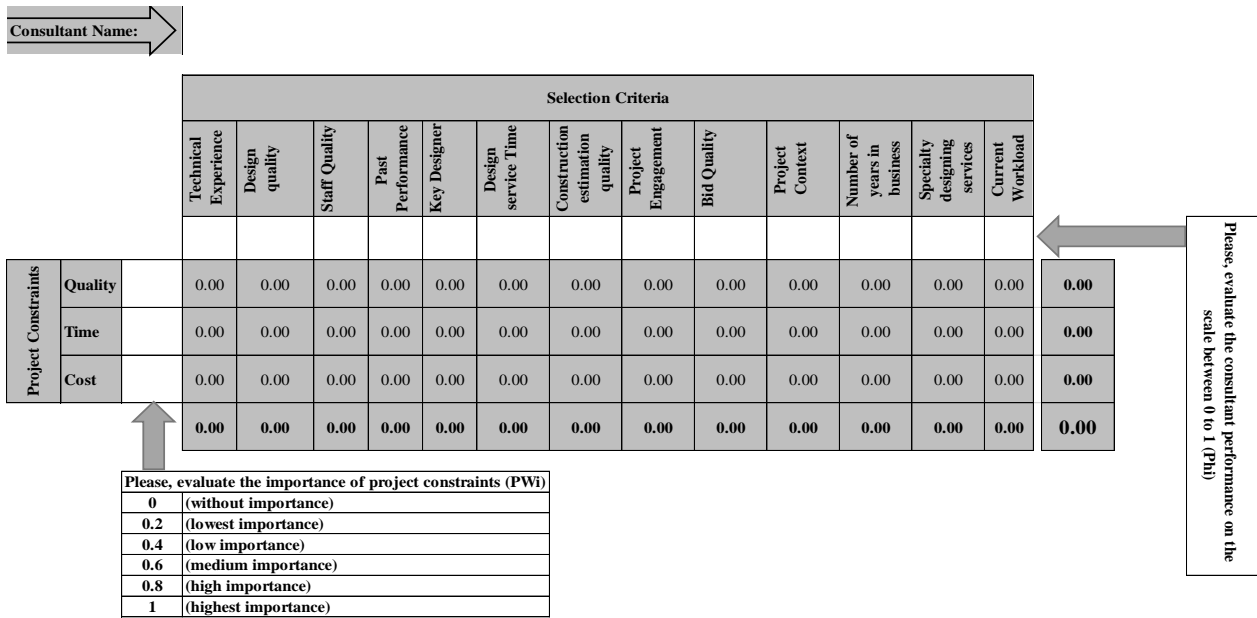 Consultant Name:
Selection Criteria
Technical
Experience
Design
quality
Staff Quality
Past
Performance
Key Designer
Design
service Time
Construction
estimation
quality
Project
Engagement
Bid Quality
Project
Context
Number of
years in
business
Specialty
designing
services
Current
Workload
Project Constraints
Quality 0.00 0.00 0.00 0.00 0.00 0.00 0.00 0.00 0.00 0.00 0.00 0.00 0.00 0.00
Time 0.00 0.00 0.00 0.00 0.00 0.00 0.00 0.00 0.00 0.00 0.00 0.00 0.00 0.00
Cost 0.00 0.00 0.00 0.00 0.00 0.00 0.00 0.00 0.00 0.00 0.00 0.00 0.00 0.00
0.00 0.00 0.00 0.00 0.00 0.00 0.00 0.00 0.00 0.00 0.00 0.00 0.00 0.00
Please, evaluate the consultant performance on the
scale between 0 to 1 (Phi)
Please, evaluate the importance of project constraints (PWi)
0 (without importance)
0.2 (lowest importance)
0.4 (low importance)
0.6 (medium importance)
0.8 (high importance)
1 (highest importance)